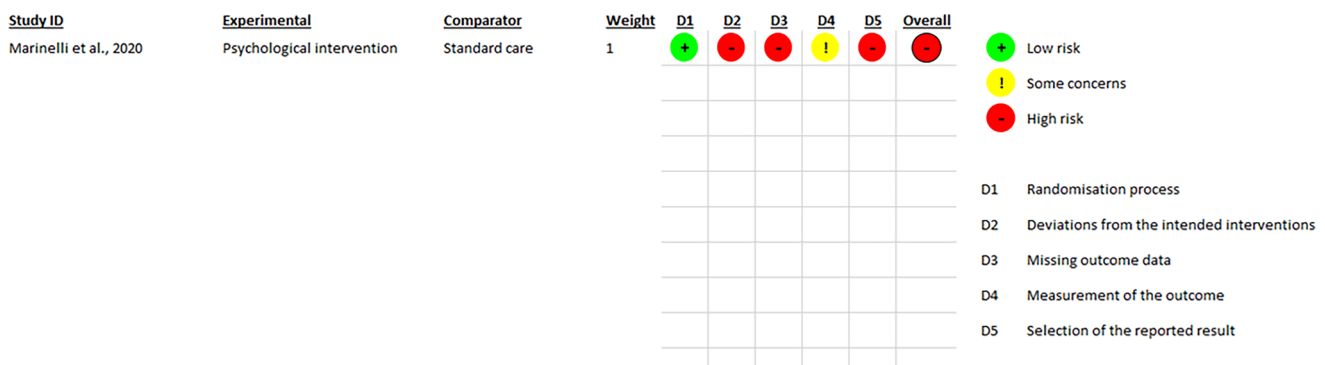 Study ID Experimental Comparator Weight D1 D2 D3 D4 D5 Overall
Marinelli et al., 2020 Psychological intervention Standard care 1 + - - ! - -
+ Low risk
! Some concerns
- High risk
D1 Randomisation process
D2 Deviations from the intended interventions
D3 Missing outcome data
D4 Measurement of the outcome
D5 Selection of the reported result